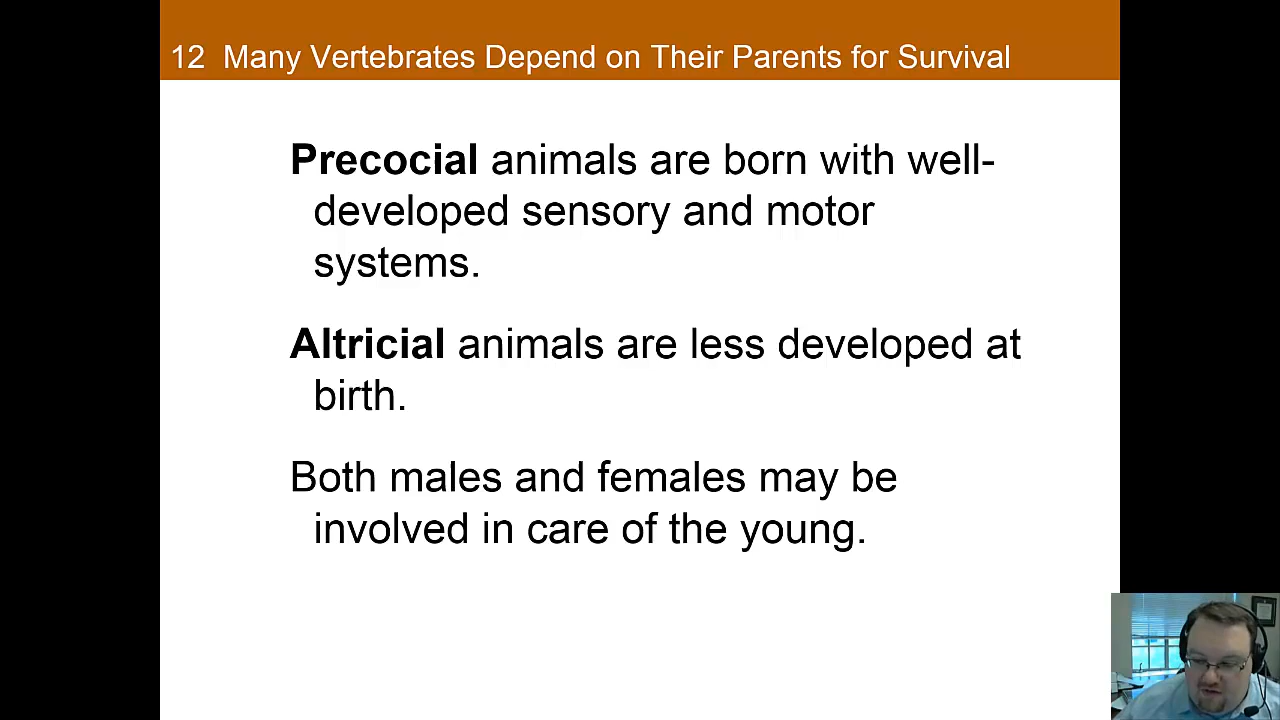 12 Many Vertebrates Depend on Their Parents for Survival
Precocial animals are born with well-
developed sensory and motor
systems.
Altricial animals are less developed at
birth.
Both males and females may be
involved in care of the young.